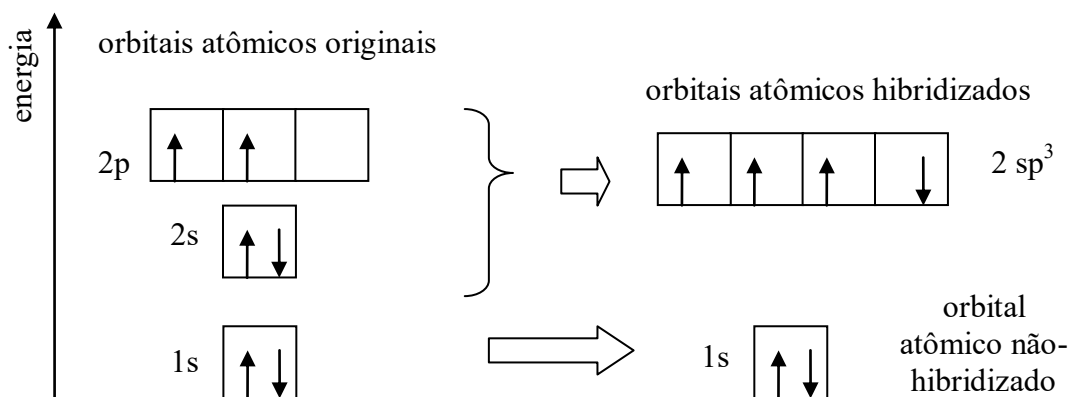 energia
orbitais atômicos originais
orbitais atômicos hibridizados
2p
2 sp³
2s
1s
1s
orbital
atômico não-
hibridizado